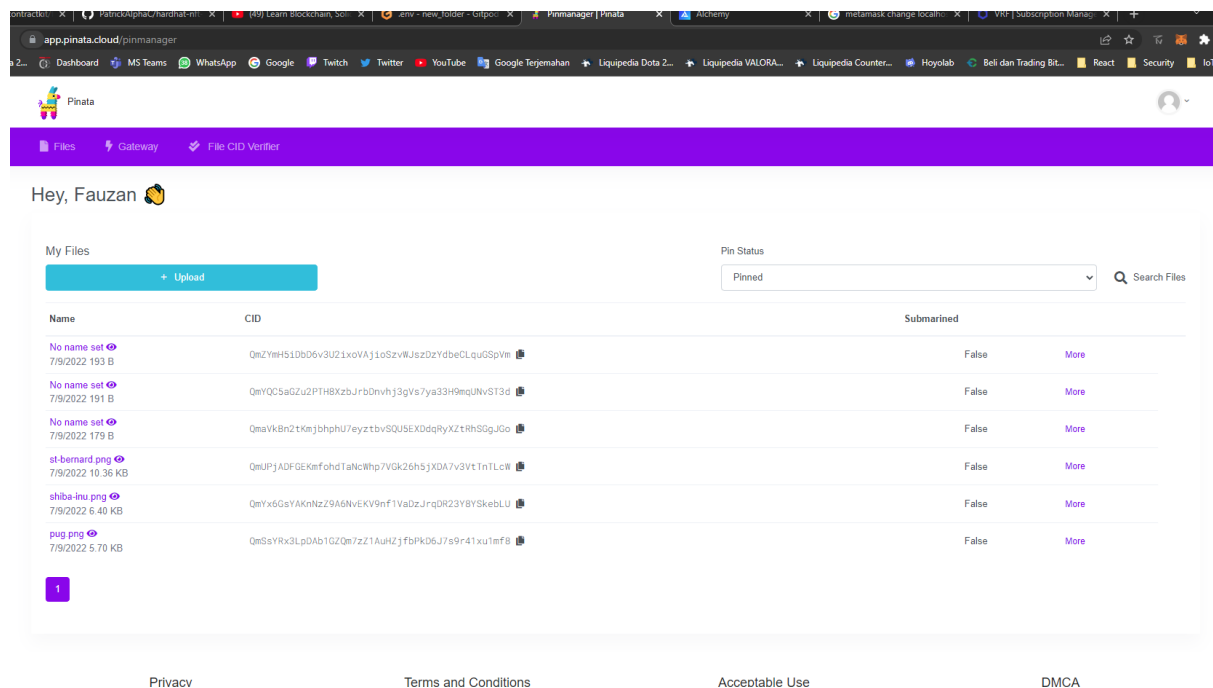 contractkit
PatrickAlphaC/hardhat-nft
(49) Learn Blockchain, Soli
.env - new_folder - Gitpod
Pinmanager | Pinata
Alchemy
metamask change localho
VRF | Subscription Manage
app.pinata.cloud/pinmanager
a 2...
Dashboard
MS Teams
WhatsApp
Google
Twitch
Twitter
YouTube
Google Terjemahan
Liquipedia Dota 2...
Liquipedia VALORA...
Liquipedia Counter...
Hoyolab
Beli dan Trading Bit...
React
Security
IoT
Pinata
Files
Gateway
File CID Verifier
Hey, Fauzan 👋
My Files
Pin Status
+ Upload
Pinned
Search Files
Name CID Submarined
No name set
7/9/2022 193 B
QmZYmH5iDbD6v3U2ixoVAjioSzvWJszDzYdbeCLquGSpVm False More
No name set
7/9/2022 191 B
QmYQC5aGZu2PTH8XzbJrbDnvhj3gVs7ya33H9mqUNvST3d False More
No name set
7/9/2022 179 B
QmaVkBn2tKmjbhphU7eyztbvSQU5EXDdqRyXZtRhSGgJGo False More
st-bernard.png
7/9/2022 10.36 KB
QmUPjADFGEKmfohdTaNcWhp7VGk26h5jXDA7v3VtTnTLcW False More
shiba-inu.png
7/9/2022 6.40 KB
QmYx6GsYAKnNzZ9A6NvEKV9nf1VaDzJrqDR23Y8YSkebLU False More
pug.png
7/9/2022 5.70 KB
QmSsYRx3LpDAb1GZQm7zZ1AuHZjfbPkD6J7s9r41xu1mf8 False More
1
Privacy
Terms and Conditions
Acceptable Use
DMCA